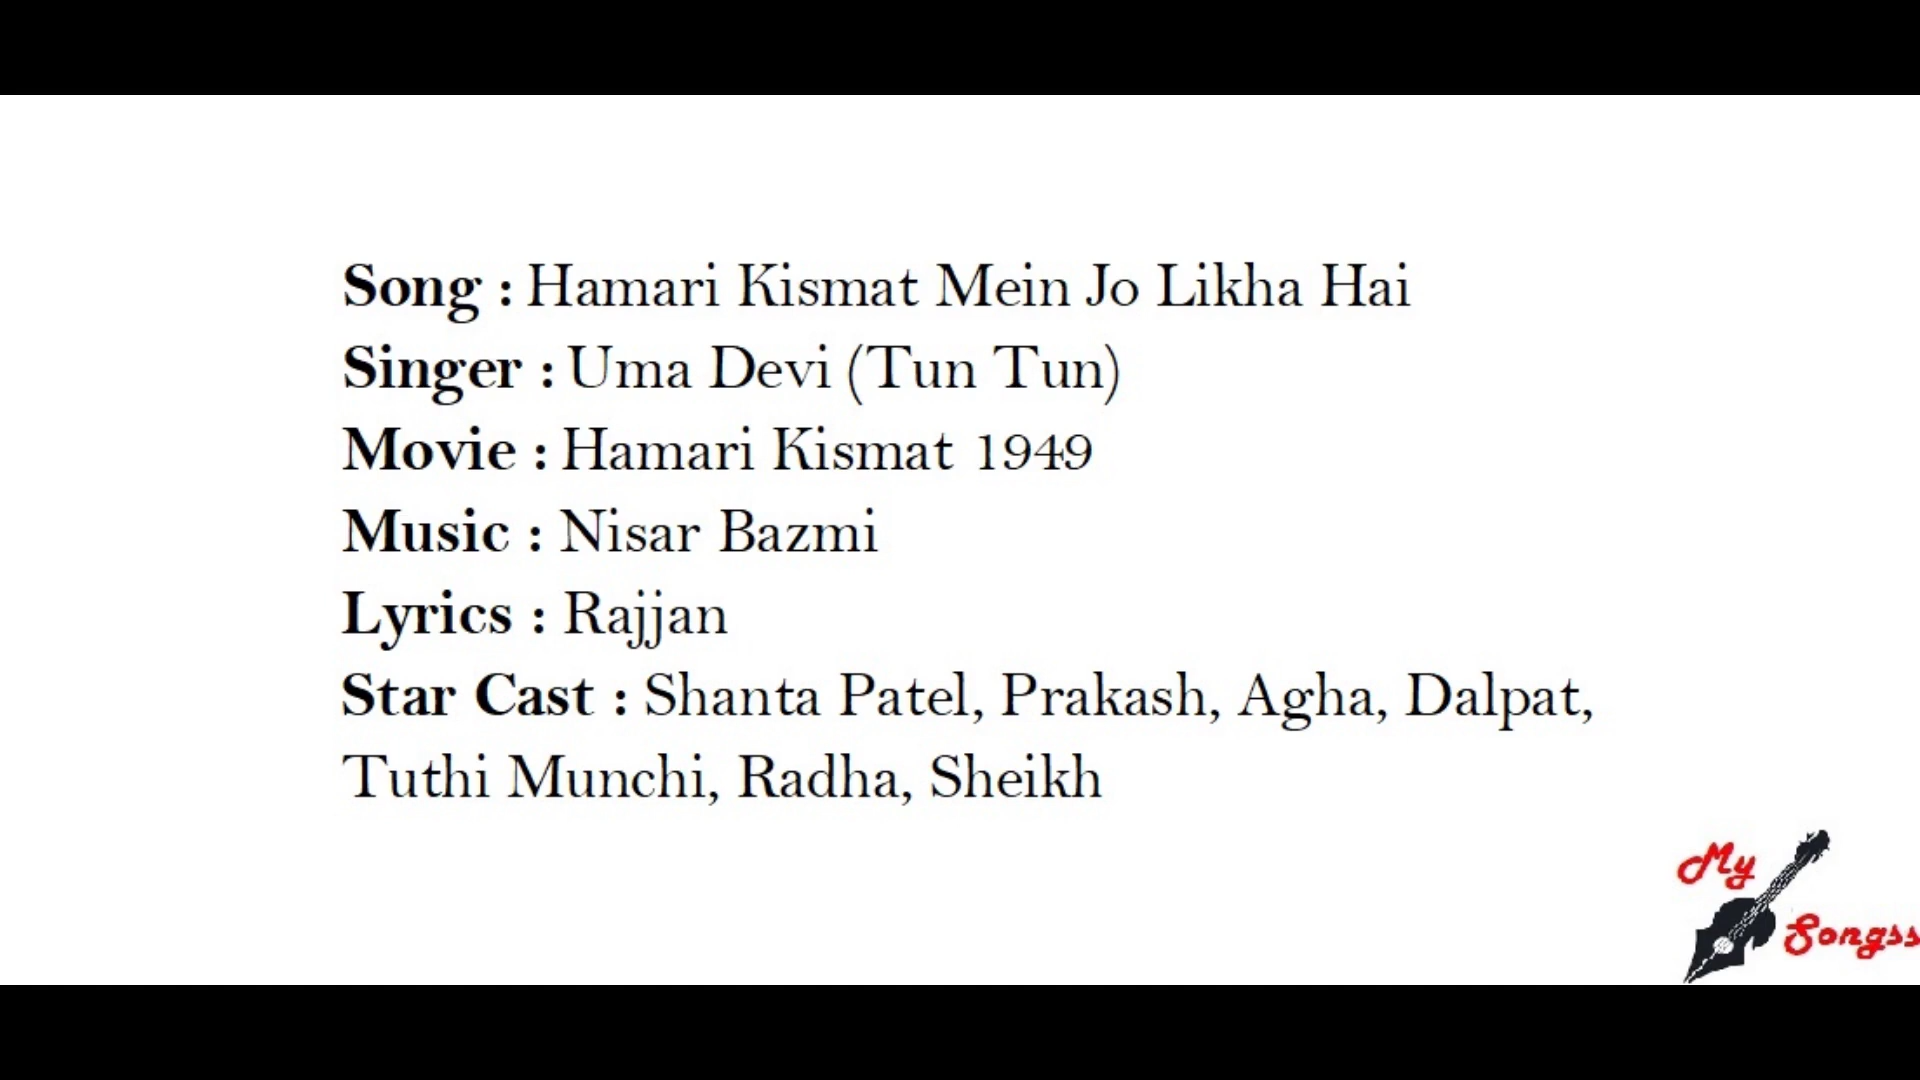 Song : Hamari Kismat Mein Jo Likha Hai
Singer : Uma Devi (Tun Tun)
Movie : Hamari Kismat 1949
Music : Nisar Bazmi
Lyrics : Rajjan
Star Cast : Shanta Patel, Prakash, Agha, Dalpat,
Tuthi Munchi, Radha, Sheikh
My
Songss